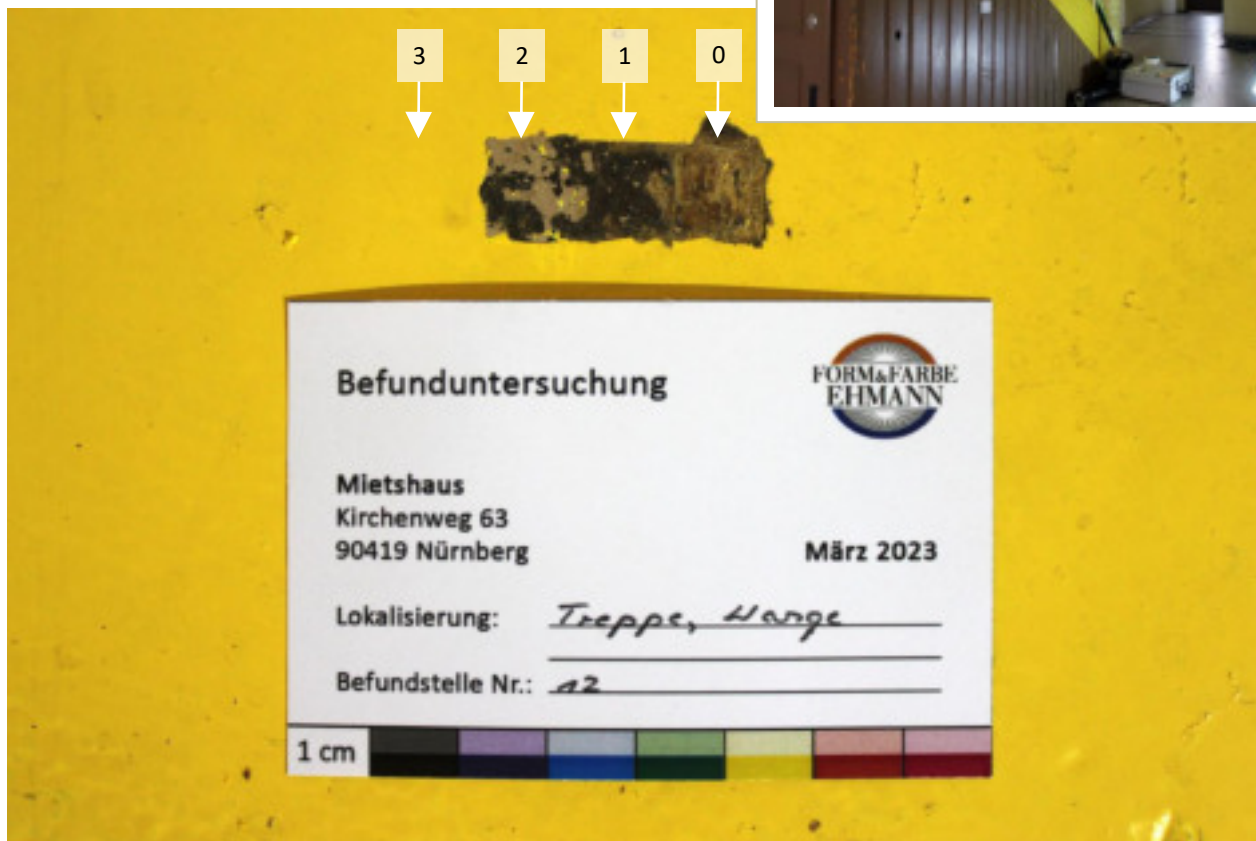 3 2 1 0
Befunduntersuchung
FORM&FARBE
EHMANN
Mietshaus
Kirchenweg 63
90419 Nürnberg
März 2023
Lokalisierung: Treppe, Wange
Befundstelle Nr.: 12
1 cm